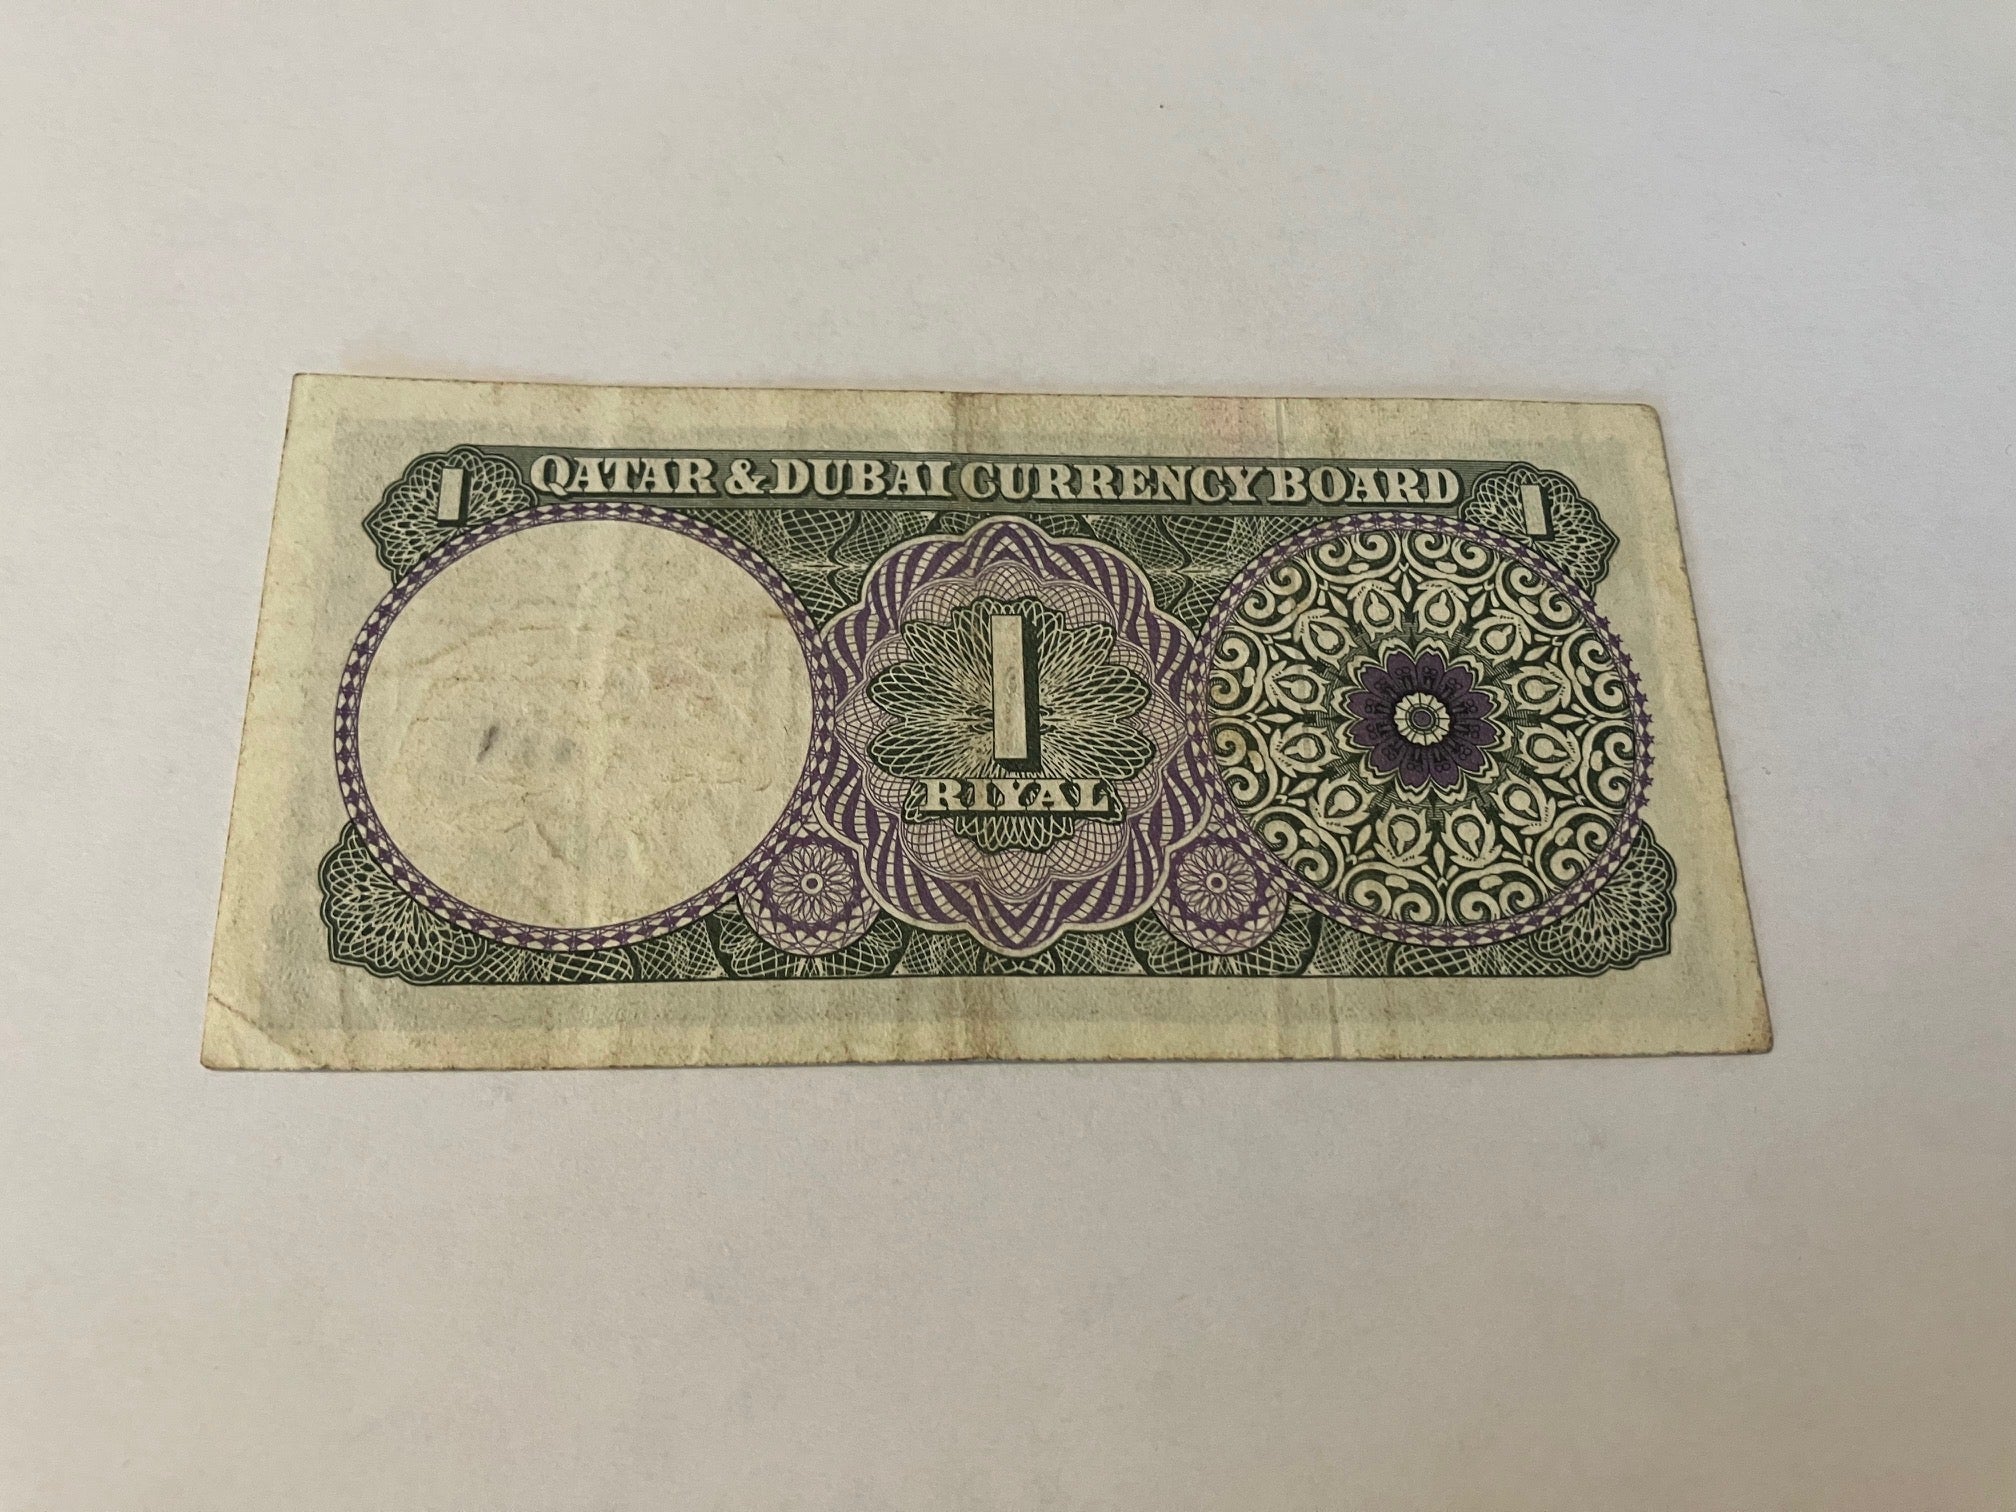 1 QATAR & DUBAI CURRENCY BOARD 1
1
RIYAL